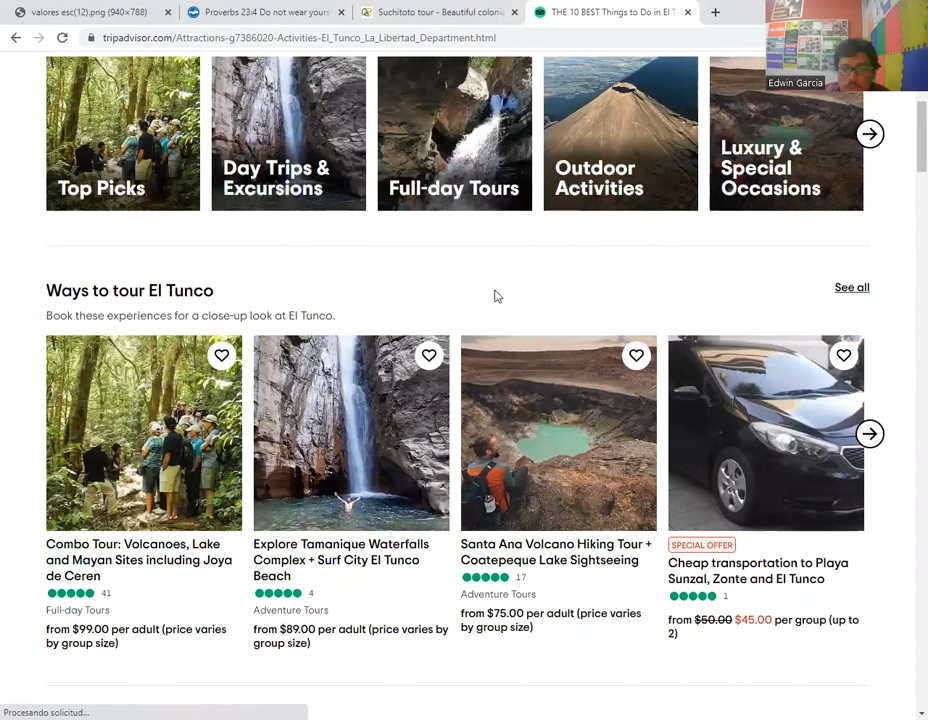 valores esc(12).png (940×788)
Proverbs 23:4 Do not wear yours
Suchitoto tour - Beautiful coloni
THE 10 BEST Things to Do in El T
tripadvisor.com/Attractions-g7386020-Activities-El_Tunco_La_Libertad_Department.html
Edwin Garcia
Top Picks
Day Trips &
Excursions
Full-day Tours
Outdoor
Activities
Luxury &
Special
Occasions
Ways to tour El Tunco
See all
Book these experiences for a close-up look at El Tunco.
Combo Tour: Volcanoes, Lake
and Mayan Sites including Joya
de Ceren
41
Full-day Tours
from $99.00 per adult (price varies
by group size)
Explore Tamanique Waterfalls
Complex + Surf City El Tunco
Beach
4
Adventure Tours
from $89.00 per adult (price varies by
group size)
Santa Ana Volcano Hiking Tour +
Coatepeque Lake Sightseeing
17
Adventure Tours
from $75.00 per adult (price varies
by group size)
SPECIAL OFFER
Cheap transportation to Playa
Sunzal, Zonte and El Tunco
1
from $50.00 $45.00 per group (up to
2)
Procesando solicitud...